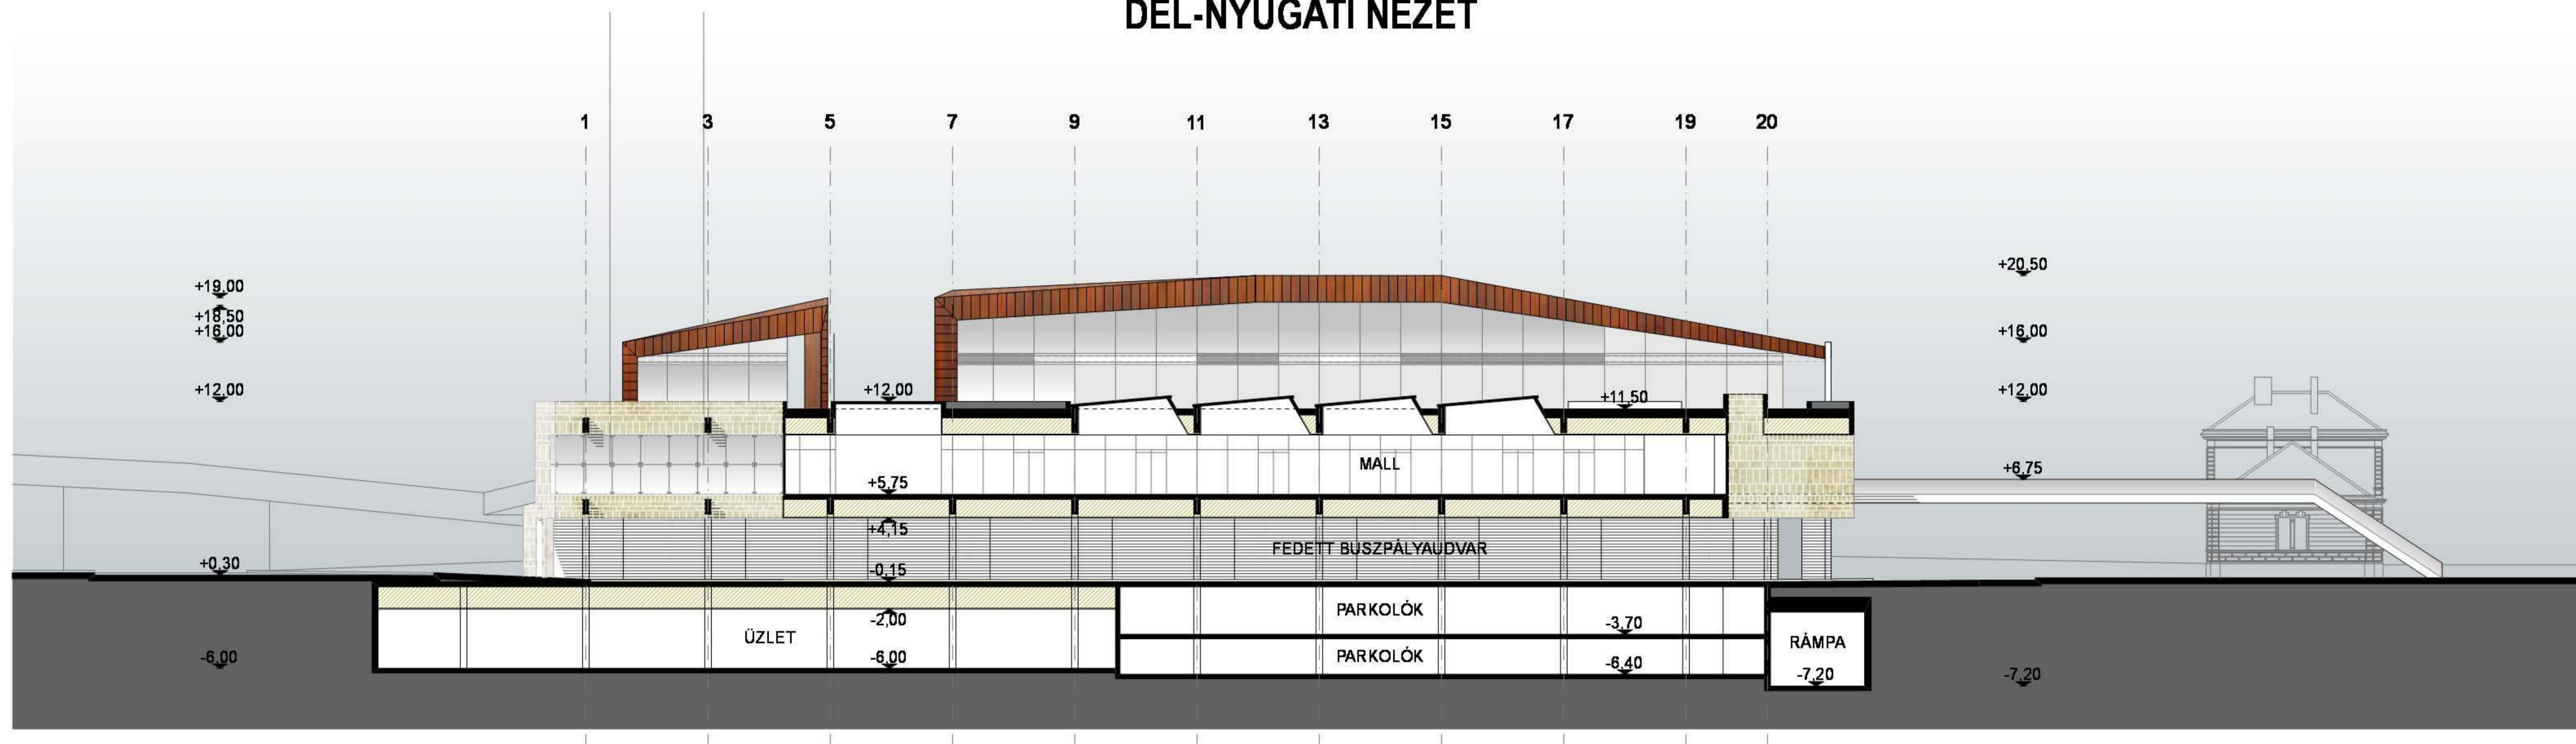 DÉL-NYUGATI NÉZET
1 3 5 7 9 11 13 15 17 19 20
+20,50
+19,00
+18,50
+16,00
+16,00
+12,00
+12,00
+11,50
+12,00
MALL
+6,75
+5,75
+4,15
FEDETT BUSZPÁLYAUDVAR
+0,30
-0,15
PARKOLÓK
-2,00
-3,70
ÜZLET
RÁMPA
-6,00
-6,00
PARKOLÓK
-6,40
-7,20
-7,20